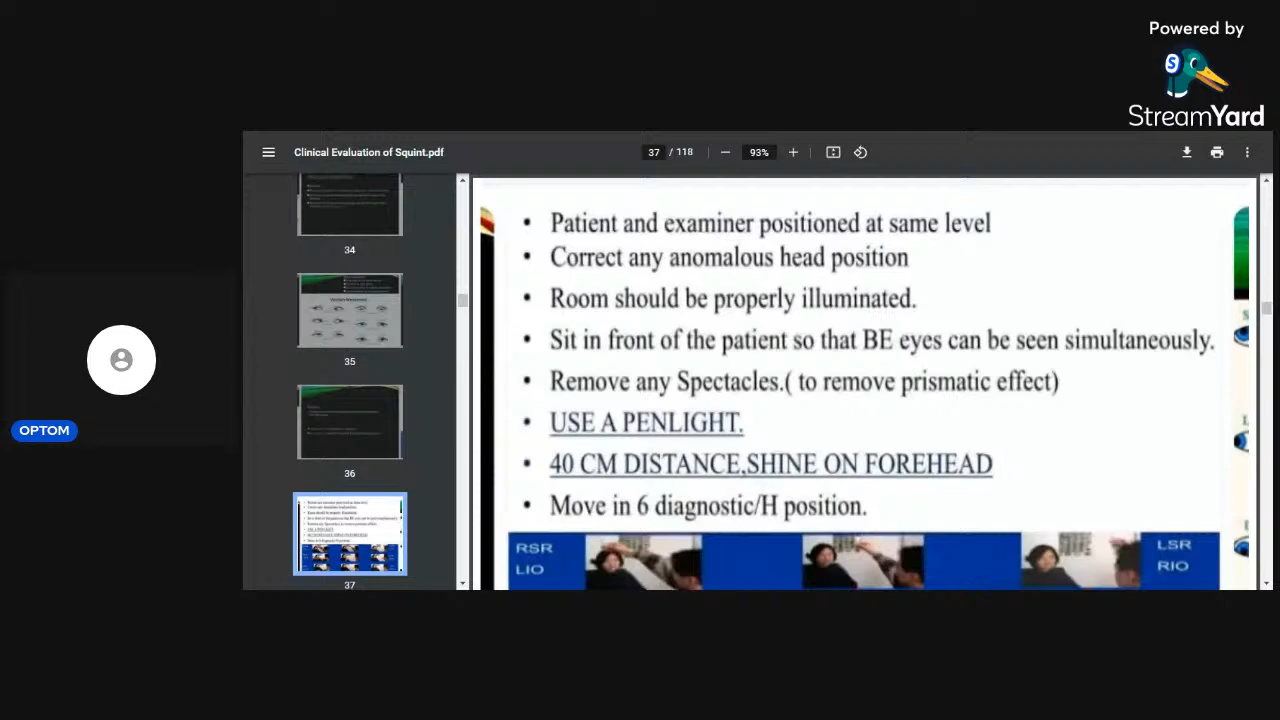 Powered by
StreamYard
Clinical Evaluation of Squint.pdf
37 / 118
93%
34
35
36
37
• Patient and examiner positioned at same level
• Correct any anomalous head position
• Room should be properly illuminated.
• Sit in front of the patient so that BE eyes can be seen simultaneously.
• Remove any Spectacles.( to remove prismatic effect)
• USE A PENLIGHT.
• 40 CM DISTANCE,SHINE ON FOREHEAD
• Move in 6 diagnostic/H position.
RSR
LIO
LSR
RIO
OPTOM